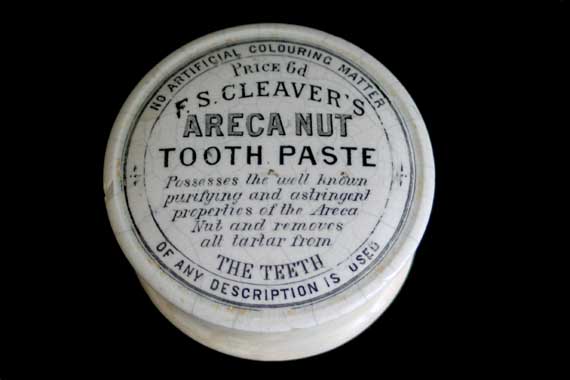 NO ARTIFICIAL COLOURING MATTER
PRICE 6d
F. S. CLEAVER'S
ARECA NUT
TOOTH PASTE
Possesses the well known
purifying and astringent
properties of the Areca
Nut and removes
all tartar from
THE TEETH
OF ANY DESCRIPTION IS USED